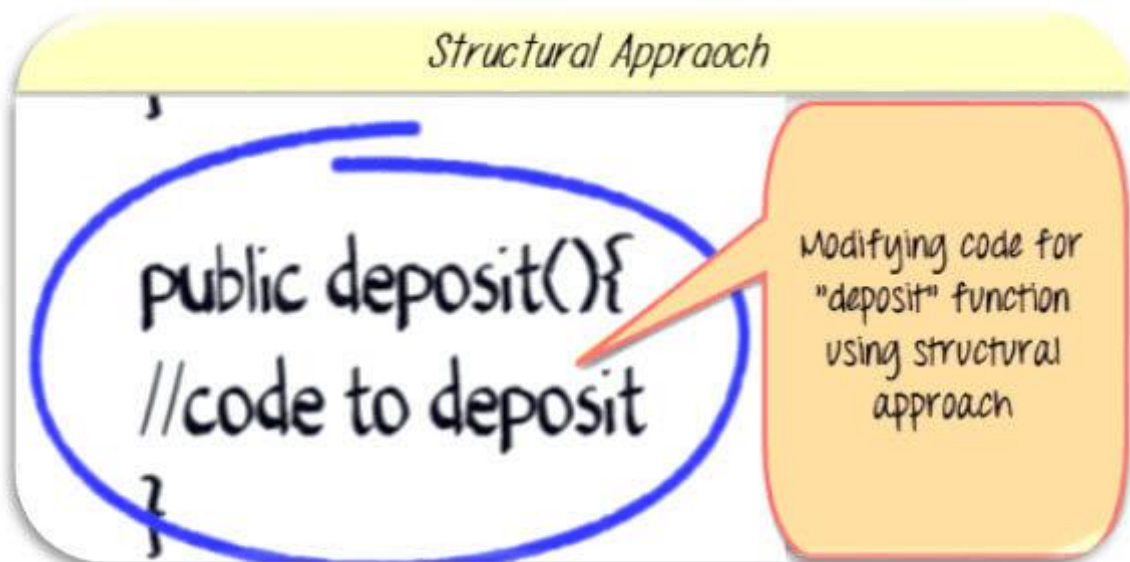 Structural Appraoch
}
public deposit(){
//code to deposit
}
Modifying code for
"deposit" function
using structural
approach